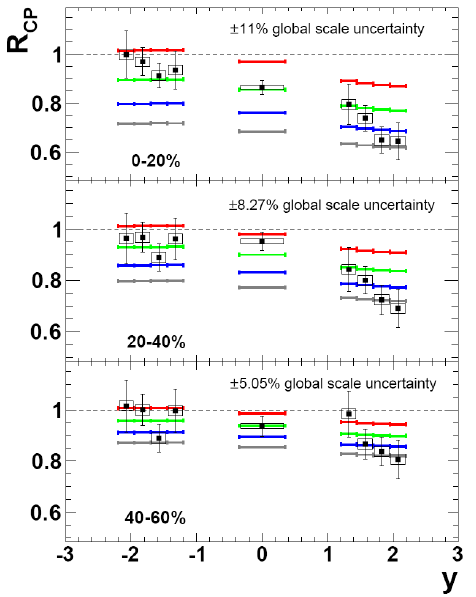 R_CP
±11% global scale uncertainty
1
0.8
0.6
0-20%
±8.27% global scale uncertainty
1
0.8
0.6
20-40%
±5.05% global scale uncertainty
1
0.8
0.6
40-60%
-3 -2 -1 0 1 2 3
y